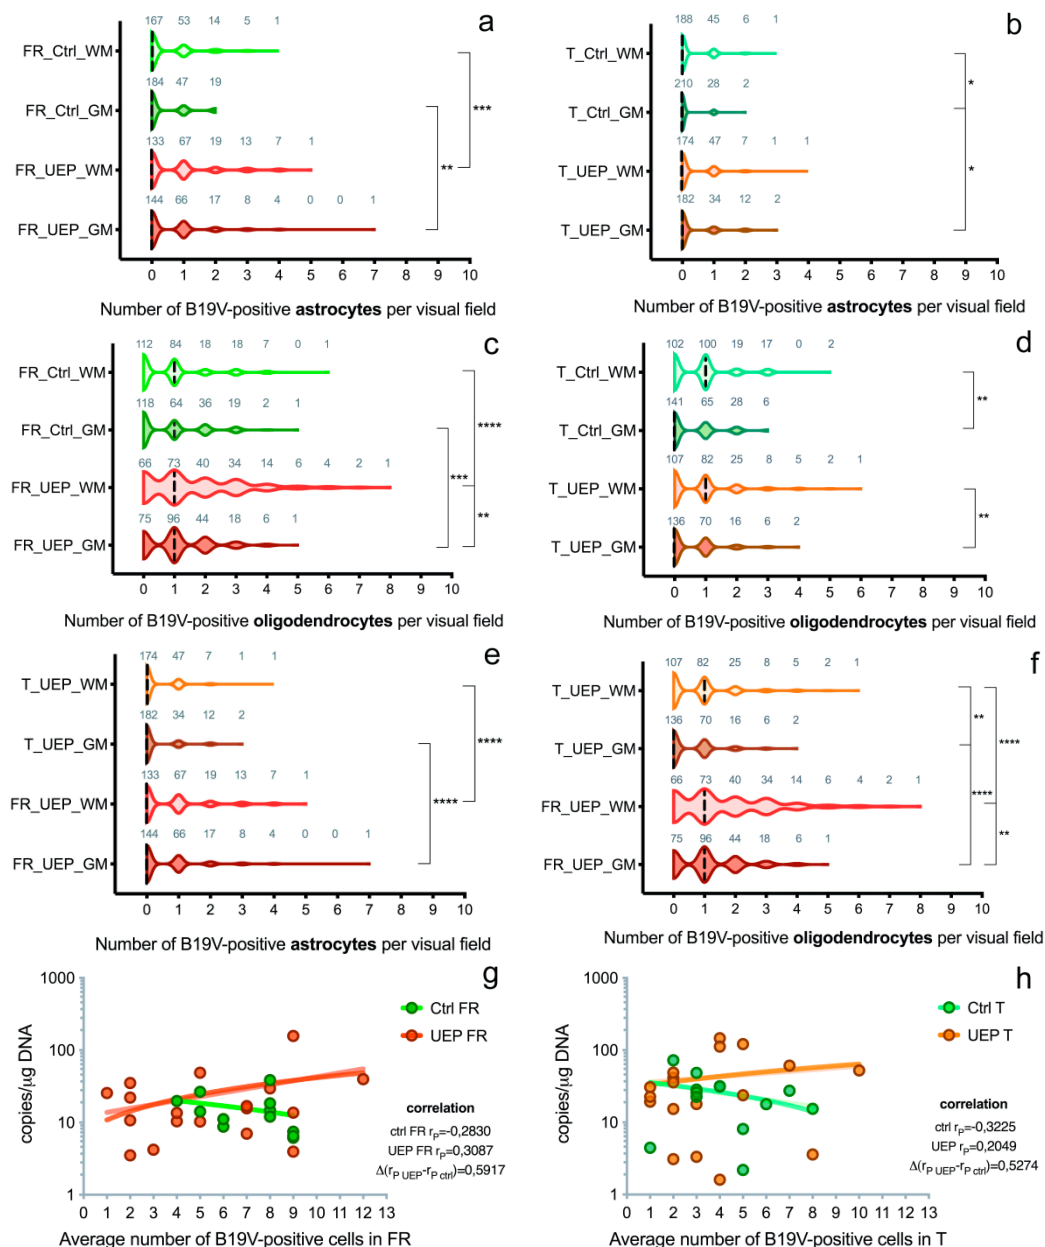 a
167 53 14 5 1
FR_Ctrl_WM
184 47 19
FR_Ctrl_GM
133 67 19 13 7 1
FR_UEP_WM
144 66 17 8 4 0 0 1
FR_UEP_GM
***
**
0 1 2 3 4 5 6 7 8 9 10
Number of B19V-positive astrocytes per visual field
b
188 45 6 1
T_Ctrl_WM
210 28 2
T_Ctrl_GM
174 47 7 1 1
T_UEP_WM
182 34 12 2
T_UEP_GM
*
*
0 1 2 3 4 5 6 7 8 9 10
Number of B19V-positive astrocytes per visual field
c
112 84 18 18 7 0 1
FR_Ctrl_WM
118 64 36 19 2 1
FR_Ctrl_GM
66 73 40 34 14 6 4 2 1
FR_UEP_WM
75 96 44 18 6 1
FR_UEP_GM
****
***
**
0 1 2 3 4 5 6 7 8 9 10
Number of B19V-positive oligodendrocytes per visual field
d
102 100 19 17 0 2
T_Ctrl_WM
141 65 28 6
T_Ctrl_GM
107 82 25 8 5 2 1
T_UEP_WM
136 70 16 6 2
T_UEP_GM
**
**
0 1 2 3 4 5 6 7 8 9 10
Number of B19V-positive oligodendrocytes per visual field
e
174 47 7 1 1
T_UEP_WM
182 34 12 2
T_UEP_GM
133 67 19 13 7 1
FR_UEP_WM
144 66 17 8 4 0 0 1
FR_UEP_GM
****
****
0 1 2 3 4 5 6 7 8 9 10
Number of B19V-positive astrocytes per visual field
f
107 82 25 8 5 2 1
T_UEP_WM
136 70 16 6 2
T_UEP_GM
66 73 40 34 14 6 4 2 1
FR_UEP_WM
75 96 44 18 6 1
FR_UEP_GM
**
****
****
**
0 1 2 3 4 5 6 7 8 9 10
Number of B19V-positive oligodendrocytes per visual field
g
1000
100
10
1
copies/µg DNA
Ctrl FR
UEP FR
correlation
ctrl FR rP=-0,2830
UEP FR rP=0,3087
Δ(rP UEP-rP ctrl)=0,5917
0 1 2 3 4 5 6 7 8 9 10 11 12 13
Average number of B19V-positive cells in FR
h
1000
100
10
1
copies/µg DNA
Ctrl T
UEP T
correlation
ctrl rP=-0,3225
UEP rP=0,2049
Δ(rP UEP-rP ctrl)=0,5274
0 1 2 3 4 5 6 7 8 9 10 11 12 13
Average number of B19V-positive cells in T